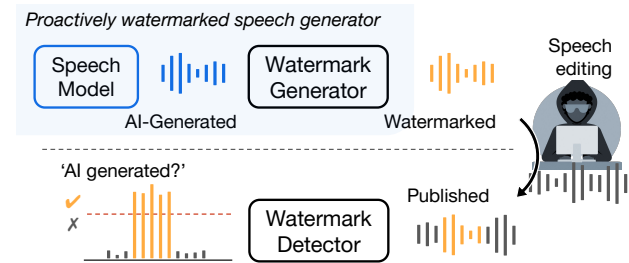 Proactively watermarked speech generator
Speech
Model
Watermark
Generator
Speech
editing
AI-Generated
Watermarked
‘AI generated?’
✓
✗
Published
Watermark
Detector